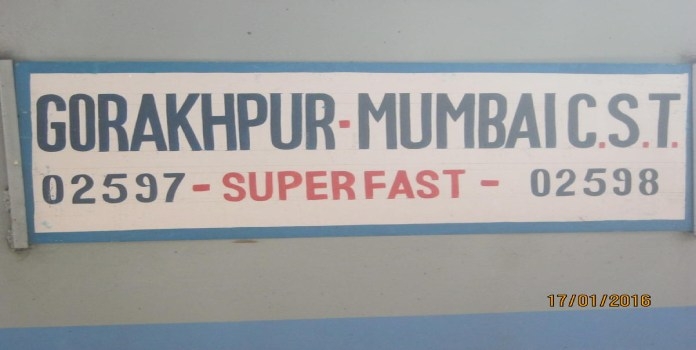 GORAKHPUR-MUMBAI C.S.T.
02597- SUPER FAST - 02598
17/01/2016